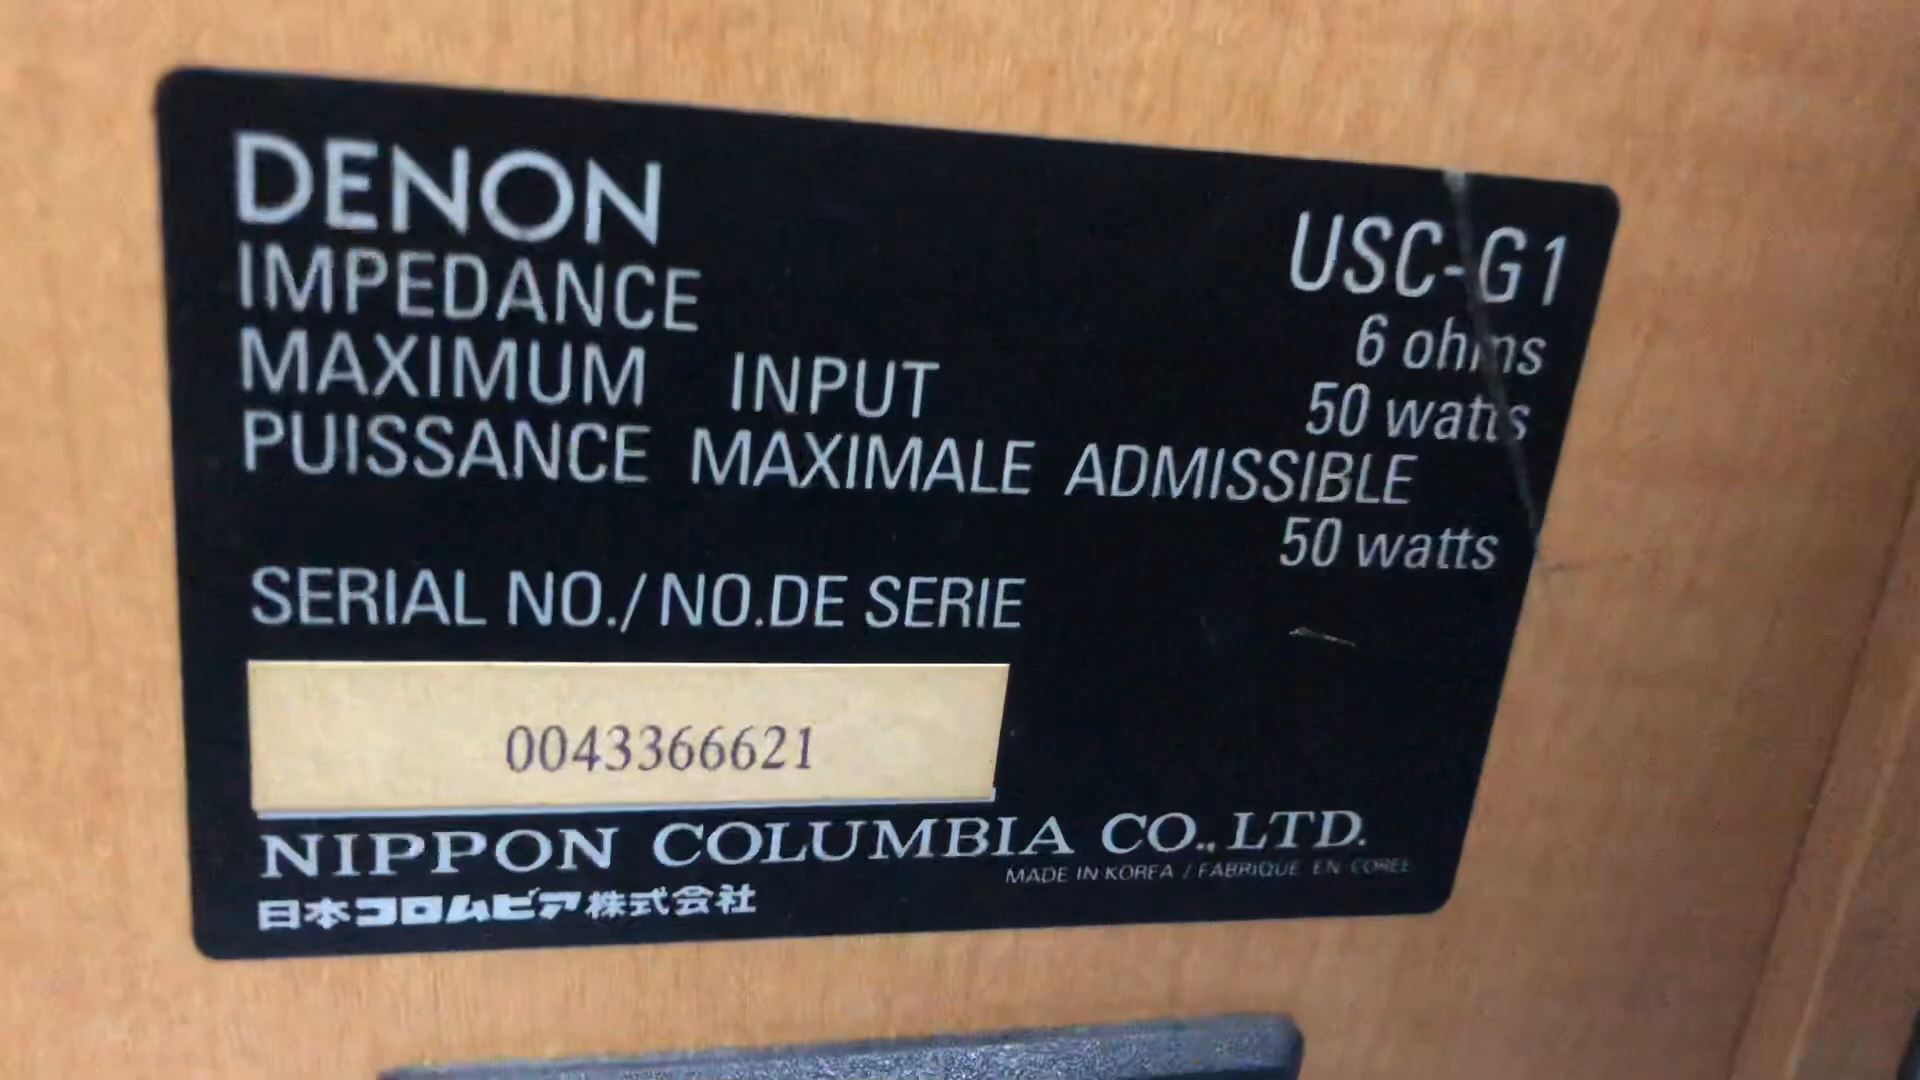 DENON
USC-G1
IMPEDANCE 6 ohms
MAXIMUM INPUT 50 watts
PUISSANCE MAXIMALE ADMISSIBLE
50 watts
SERIAL NO./NO.DE SERIE
0043366621
NIPPON COLUMBIA CO., LTD.
MADE IN KOREA / FABRIQUE EN COREE
日本コロムビア株式会社